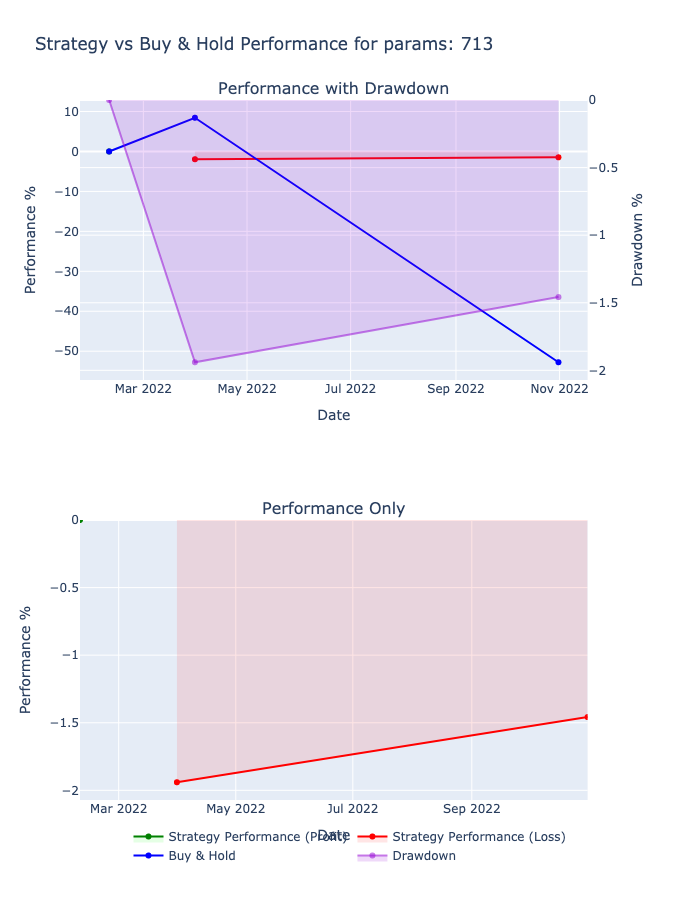 Strategy vs Buy & Hold Performance for params: 713
Performance with Drawdown
10
0
−10
−20
−30
−40
−50
Performance %
0
−0.5
−1
−1.5
−2
Drawdown %
Mar 2022
May 2022
Jul 2022
Sep 2022
Nov 2022
Date
Performance Only
0
−0.5
−1
−1.5
−2
Performance %
Mar 2022
May 2022
Jul 2022
Sep 2022
Date
Strategy Performance (Profit)
Strategy Performance (Loss)
Buy & Hold
Drawdown